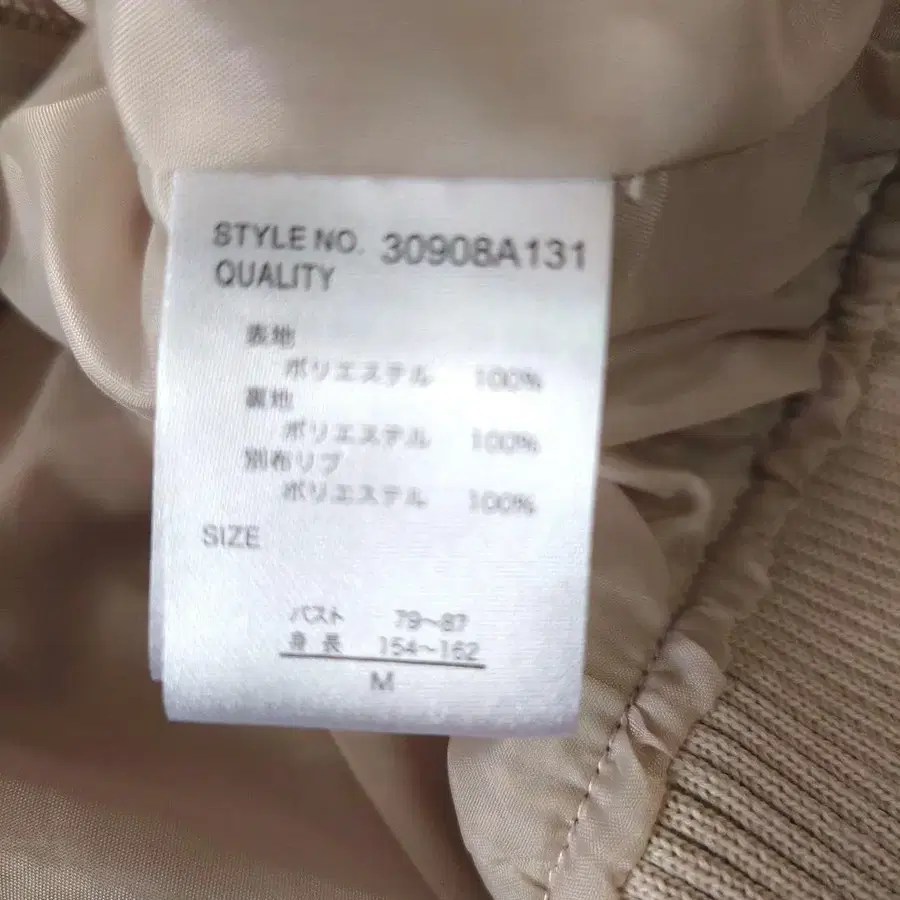 STYLE NO. 30908A131
QUALITY
表地
ポリエステル 100%
裏地
ポリエステル 100%
別布リブ
ポリエステル 100%
SIZE
バスト 79〜87
身長 154〜162
M